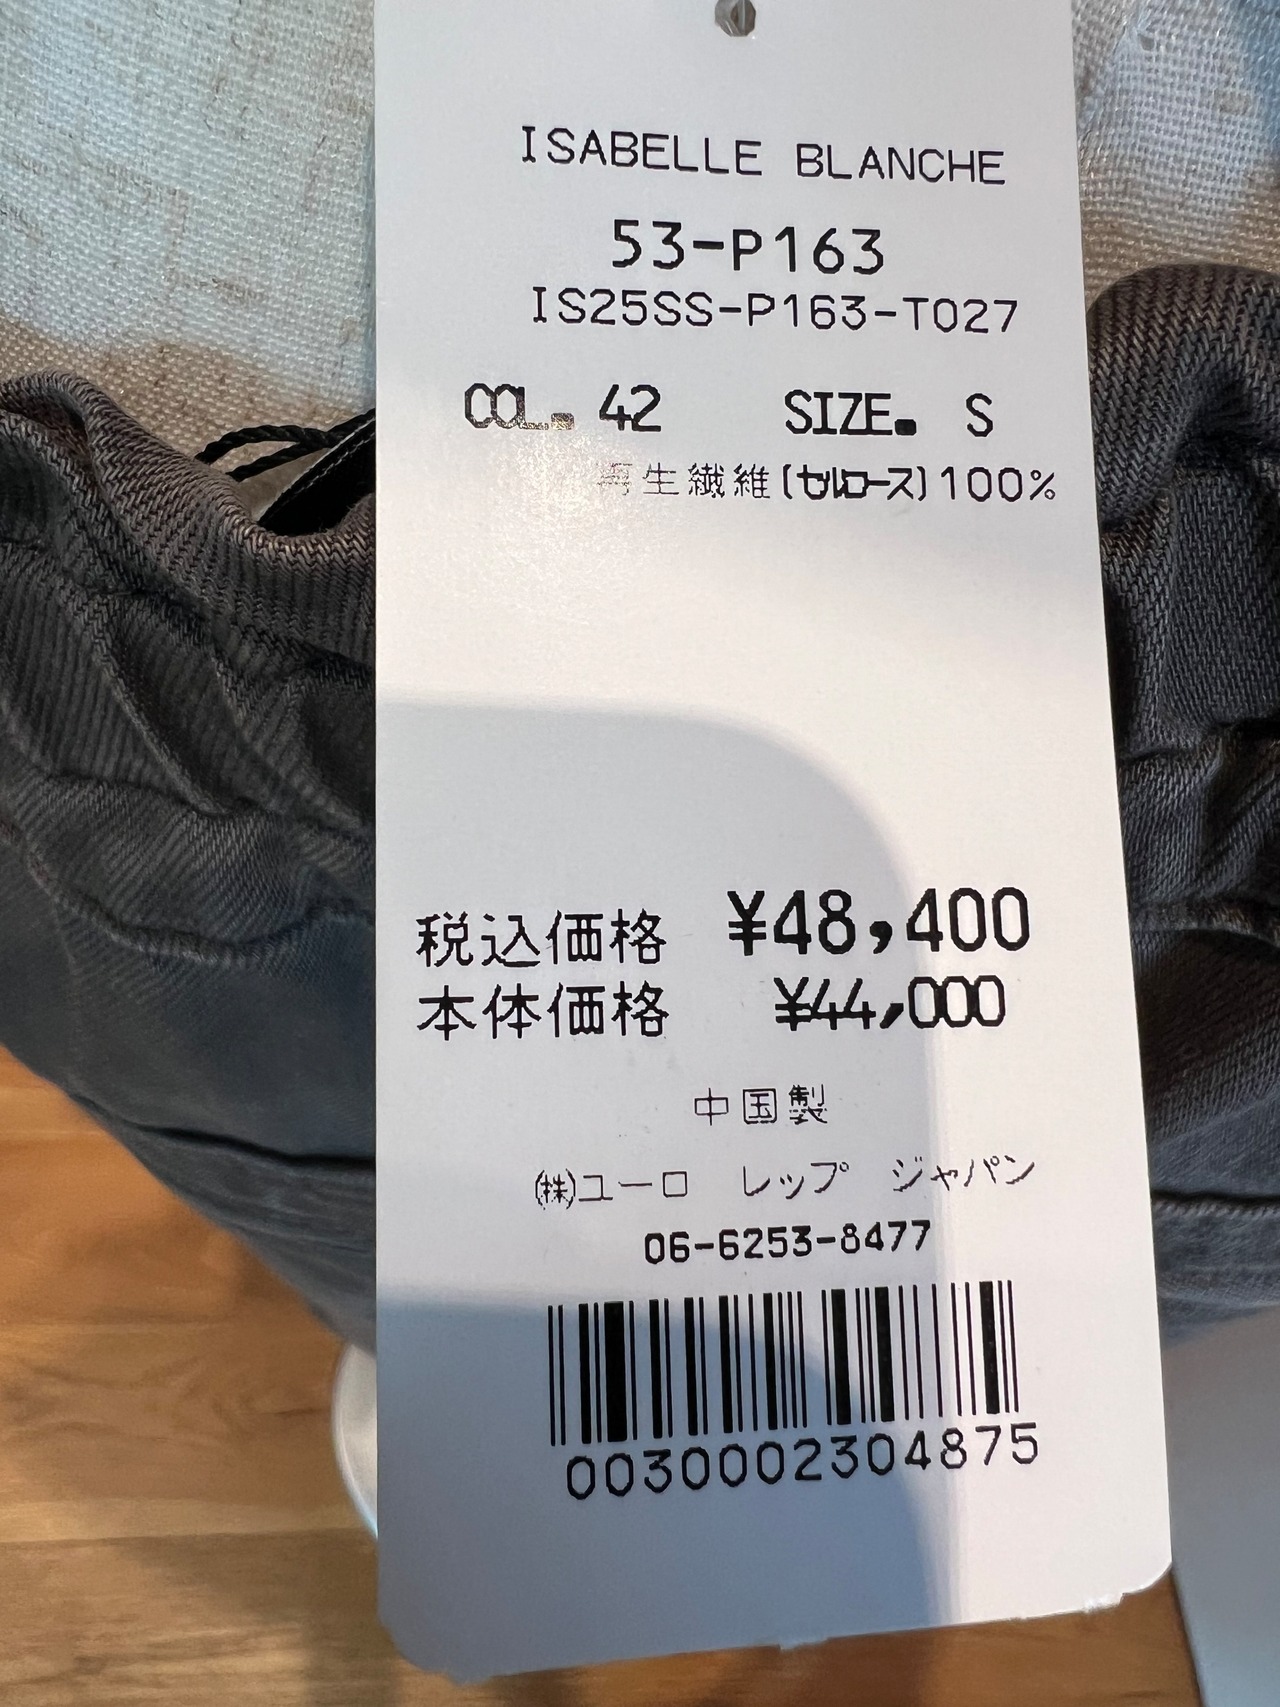 ISABELLE BLANCHE
53-P163
IS25SS-P163-T027
COL. 42 SIZE. S
再生繊維(セルロース)100%
税込価格 ¥48,400
本体価格 ¥44,000
中国製
㈱ユーロ レップ ジャパン
06-6253-8477
0030002304875